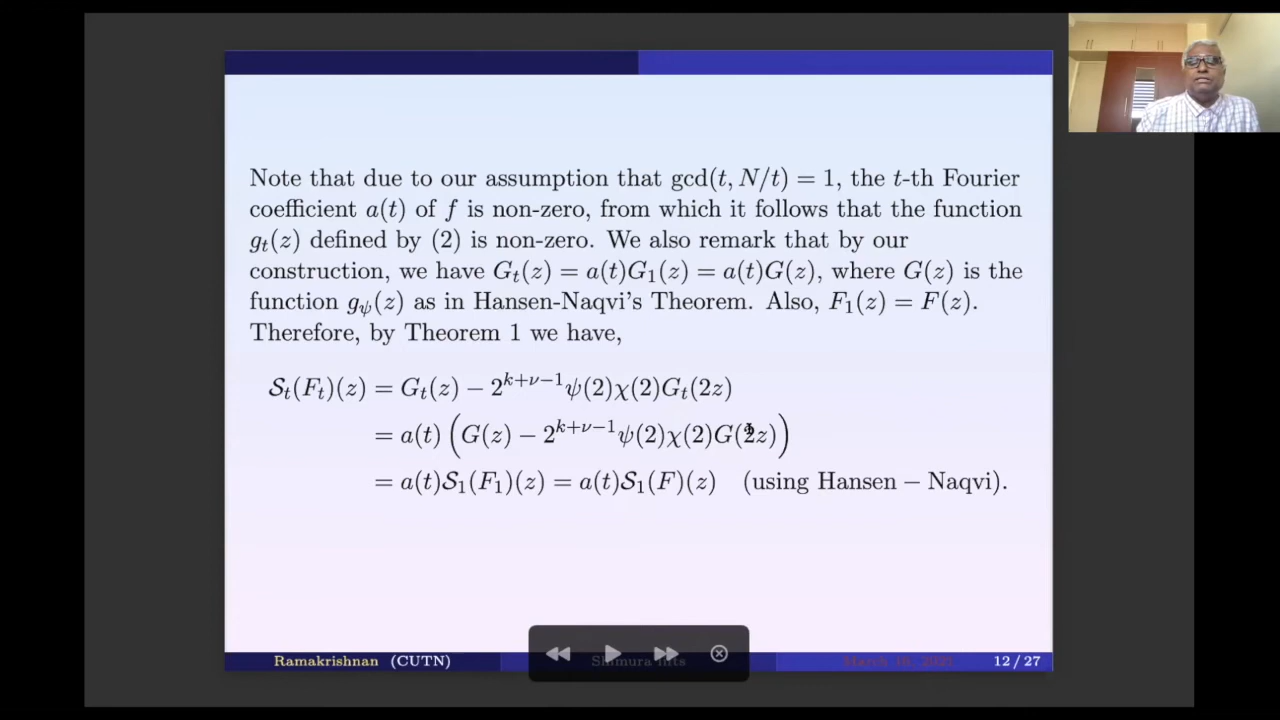 Note that due to our assumption that gcd(t, N/t) = 1, the t-th Fourier
coefficient a(t) of f is non-zero, from which it follows that the function
g_t(z) defined by (2) is non-zero. We also remark that by our
construction, we have G_t(z) = a(t)G_1(z) = a(t)G(z), where G(z) is the
function g_ψ(z) as in Hansen-Naqvi's Theorem. Also, F_1(z) = F(z).
Therefore, by Theorem 1 we have,
𝒮_t(F_t)(z) = G_t(z) − 2^{k+ν−1}ψ(2)χ(2)G_t(2z)
= a(t) (G(z) − 2^{k+ν−1}ψ(2)χ(2)G(2z))
= a(t)𝒮_1(F_1)(z) = a(t)𝒮_1(F)(z) (using Hansen − Naqvi).
Ramakrishnan (CUTN) Shimura lifts March 12 / 27